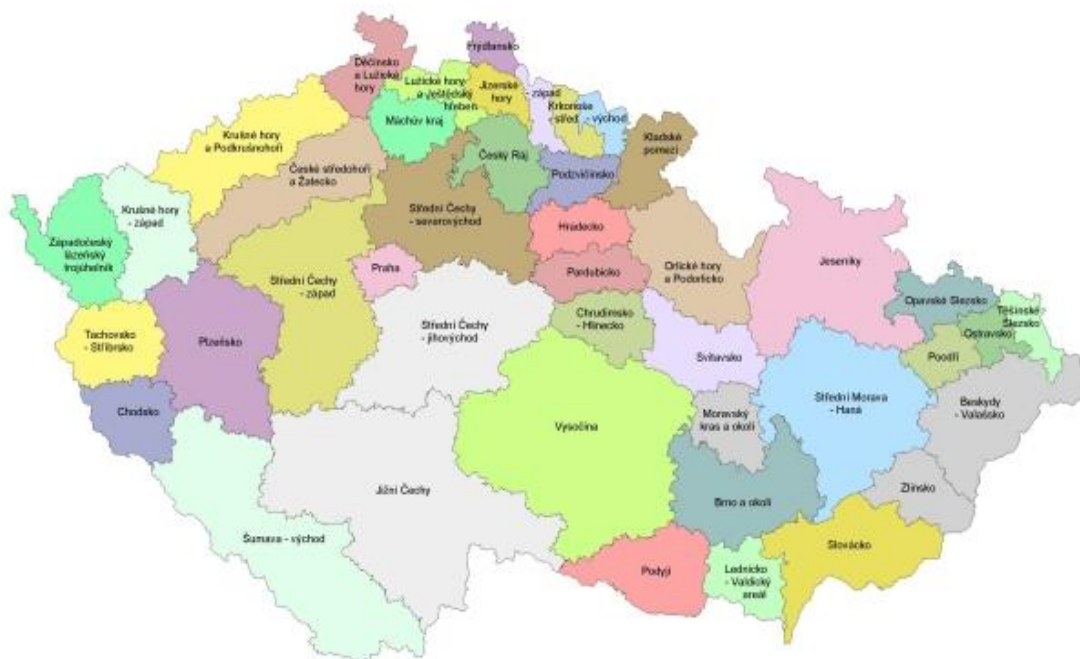 Frýdlansko
Děčínsko
a Lužické
hory
Lužické hory
a Ještědský
hřeben
Jizerské
hory
- západ
Krkonoše
- střed
- východ
Máchův kraj
Krušné hory
a Podkrušnohoří
Český Ráj
Kladské
pomezí
České středohoří
a Žatecko
Podzvičinsko
Krušné hory
- západ
Střední Čechy
- severovýchod
Západočeský
lázeňský
trojúhelník
Hradecko
Praha
Pardubicko
Orlické hory
a Podorlicko
Jeseníky
Střední Čechy
- západ
Opavské Slezsko
Těšínské
Slezsko
Chrudimsko
- Hlinecko
Střední Čechy
- jihovýchod
Ostravsko
Tachovsko
- Stříbrsko
Plzeňsko
Svitavsko
Poodří
Chodsko
Střední Morava
- Haná
Beskydy
- Valašsko
Moravský
kras a okolí
Vysočina
Jižní Čechy
Brno a okolí
Zlínsko
Šumava - východ
Slovácko
Podyjí
Lednicko
- Valdický
areál